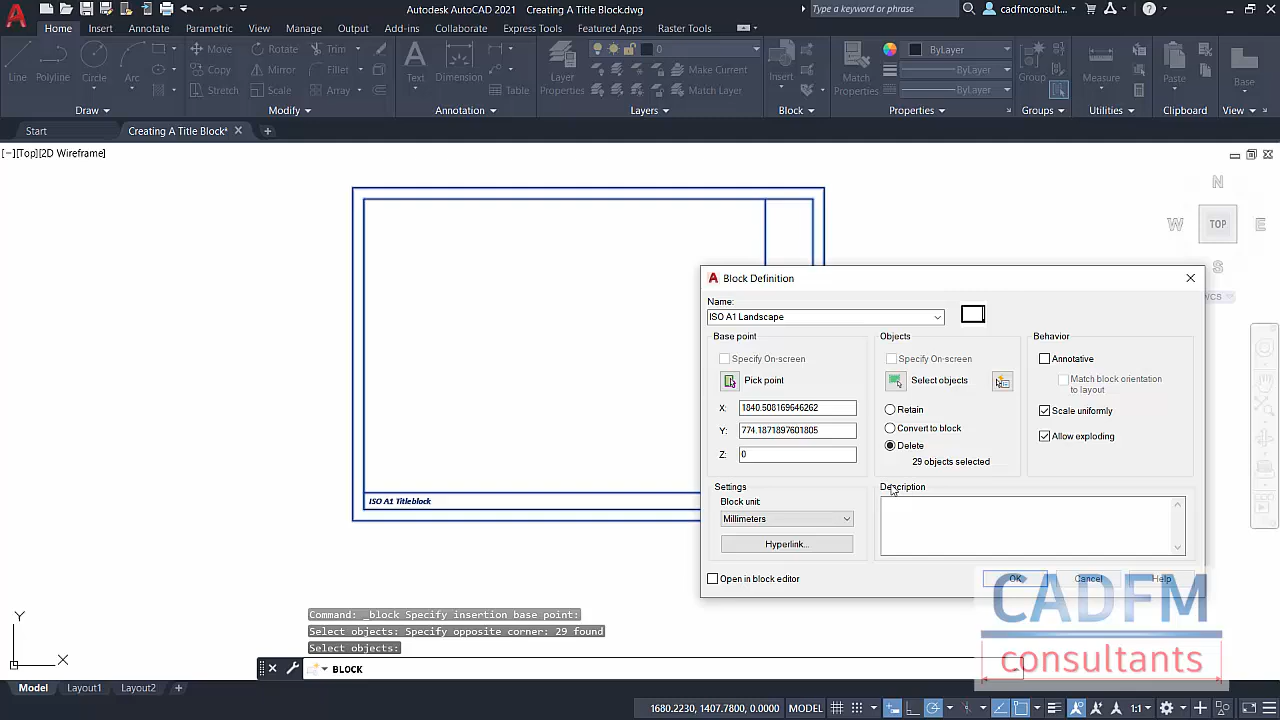 Autodesk AutoCAD 2021 Creating A Title Block.dwg
Type a keyword or phrase
cadfmconsult...
Home Insert Annotate Parametric View Manage Output Add-ins Collaborate Express Tools Featured Apps Raster Tools
Line Polyline Circle Arc
Move Rotate Trim
Copy Mirror Fillet
Stretch Scale Array
Text Dimension Table
Layer Properties
0
Make Current
Match Layer
Insert
Match Properties
ByLayer
ByLayer
ByLayer
Group
Measure
Paste
Base
Draw Modify Annotation Layers Block Properties Groups Utilities Clipboard View
Start Creating A Title Block*
[−][Top][2D Wireframe]
N
W TOP E
S
WCS
ISO A1 Titleblock
Block Definition
Name:
ISO A1 Landscape
Base point
Specify On-screen
Pick point
X: 1840.508169646262
Y: 774.1871897601805
Z: 0
Objects
Specify On-screen
Select objects
Retain
Convert to block
Delete
29 objects selected
Behavior
Annotative
Match block orientation
to layout
Scale uniformly
Allow exploding
Settings
Block unit:
Millimeters
Hyperlink...
Description
Open in block editor
OK Cancel Help
CADFM
consultants
Y
X
Command: _block Specify insertion base point:
Select objects: Specify opposite corner: 29 found
Select objects:
BLOCK
Model Layout1 Layout2
1680.2230, 1407.7800, 0.0000 MODEL 1:1